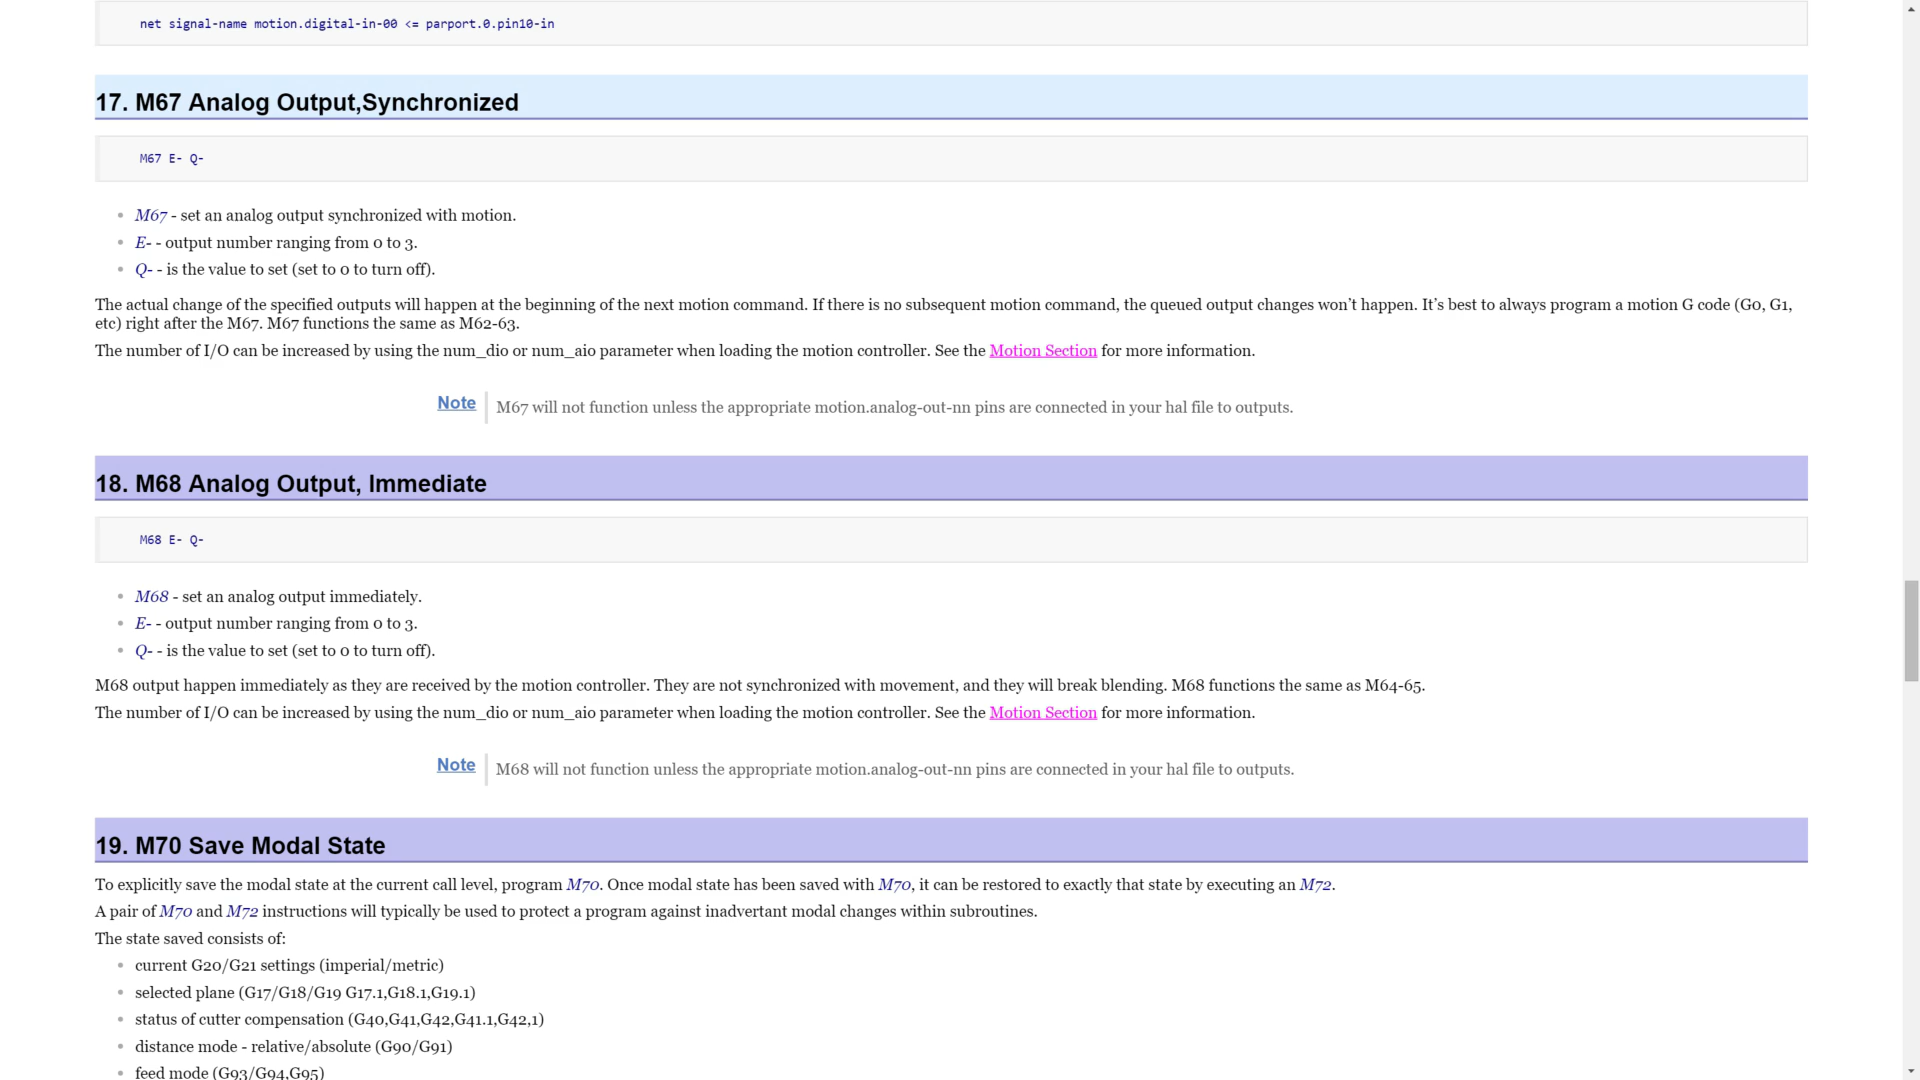 net signal-name motion.digital-in-00 <= parport.0.pin10-in
17. M67 Analog Output,Synchronized
M67 E- Q-
• M67 - set an analog output synchronized with motion.
• E- - output number ranging from 0 to 3.
• Q- - is the value to set (set to 0 to turn off).
The actual change of the specified outputs will happen at the beginning of the next motion command. If there is no subsequent motion command, the queued output changes won’t happen. It’s best to always program a motion G code (G0, G1,
etc) right after the M67. M67 functions the same as M62-63.
The number of I/O can be increased by using the num_dio or num_aio parameter when loading the motion controller. See the Motion Section for more information.
Note M67 will not function unless the appropriate motion.analog-out-nn pins are connected in your hal file to outputs.
18. M68 Analog Output, Immediate
M68 E- Q-
• M68 - set an analog output immediately.
• E- - output number ranging from 0 to 3.
• Q- - is the value to set (set to 0 to turn off).
M68 output happen immediately as they are received by the motion controller. They are not synchronized with movement, and they will break blending. M68 functions the same as M64-65.
The number of I/O can be increased by using the num_dio or num_aio parameter when loading the motion controller. See the Motion Section for more information.
Note M68 will not function unless the appropriate motion.analog-out-nn pins are connected in your hal file to outputs.
19. M70 Save Modal State
To explicitly save the modal state at the current call level, program M70. Once modal state has been saved with M70, it can be restored to exactly that state by executing an M72.
A pair of M70 and M72 instructions will typically be used to protect a program against inadvertant modal changes within subroutines.
The state saved consists of:
• current G20/G21 settings (imperial/metric)
• selected plane (G17/G18/G19 G17.1,G18.1,G19.1)
• status of cutter compensation (G40,G41,G42,G41.1,G42,1)
• distance mode - relative/absolute (G90/G91)
• feed mode (G93/G94,G95)